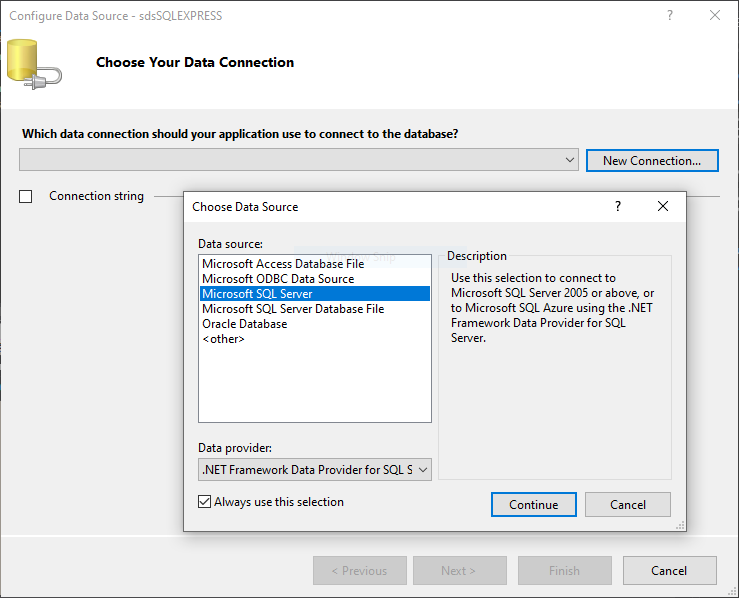 Configure Data Source - sdsSQLEXPRESS
?
Choose Your Data Connection
Which data connection should your application use to connect to the database?
New Connection...
Connection string
Choose Data Source
?
Data source:
Microsoft Access Database File
Microsoft ODBC Data Source
Microsoft SQL Server
Microsoft SQL Server Database File
Oracle Database
<other>
Description
Use this selection to connect to
Microsoft SQL Server 2005 or above, or
to Microsoft SQL Azure using the .NET
Framework Data Provider for SQL
Server.
Data provider:
.NET Framework Data Provider for SQL S
Always use this selection
Continue
Cancel
< Previous
Next >
Finish
Cancel